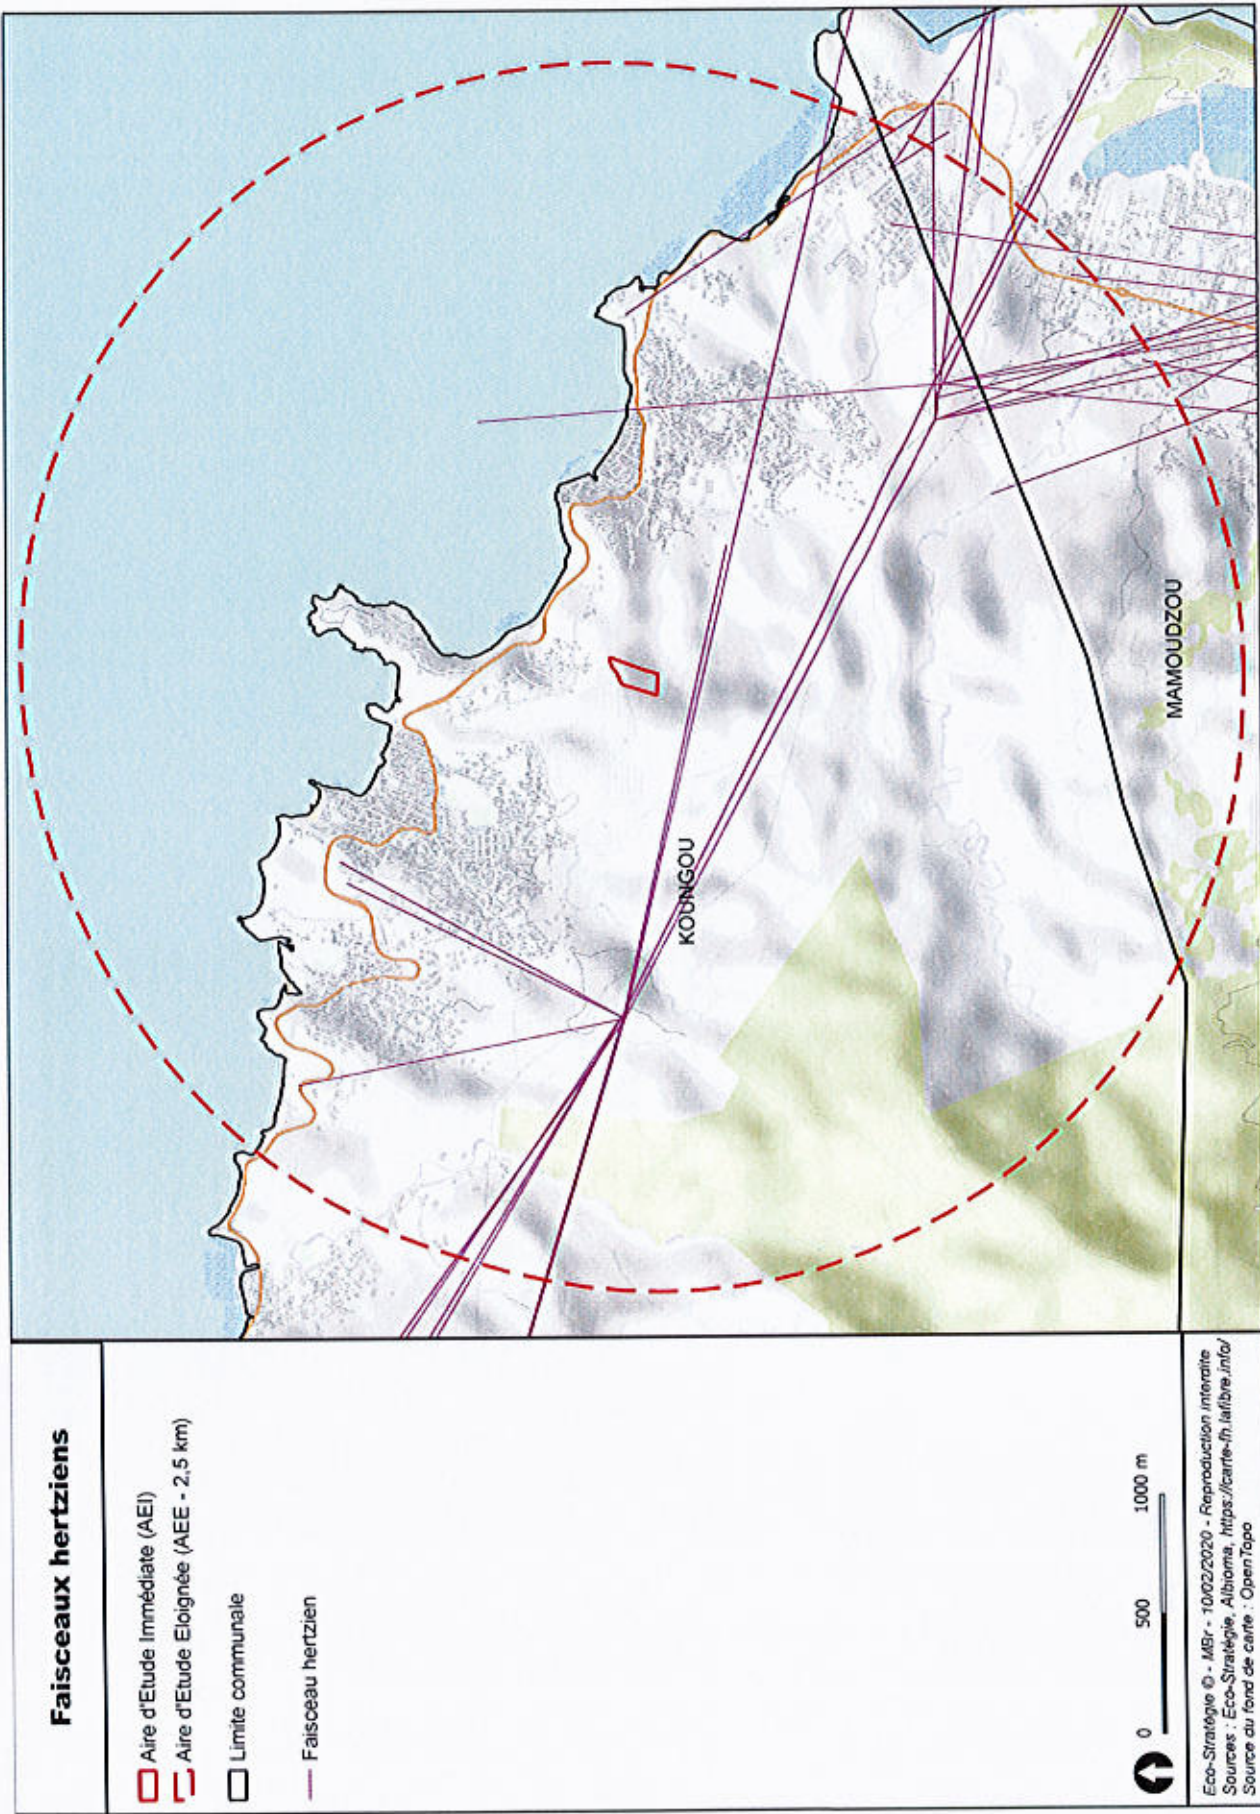 Faisceaux hertziens
Aire d'Etude Immédiate (AEI)
Aire d'Etude Eloignée (AEE - 2,5 km)
Limite communale
Faisceau hertzien
0 500 1000 m
Eco-Stratégie © - MBr - 10/02/2020 - Reproduction interdite
Sources : Eco-Stratégie, Albioma, https://carte-fh.lafibre.info/
Source du fond de carte : OpenTopo
KOUNGOU
MAMOUDZOU